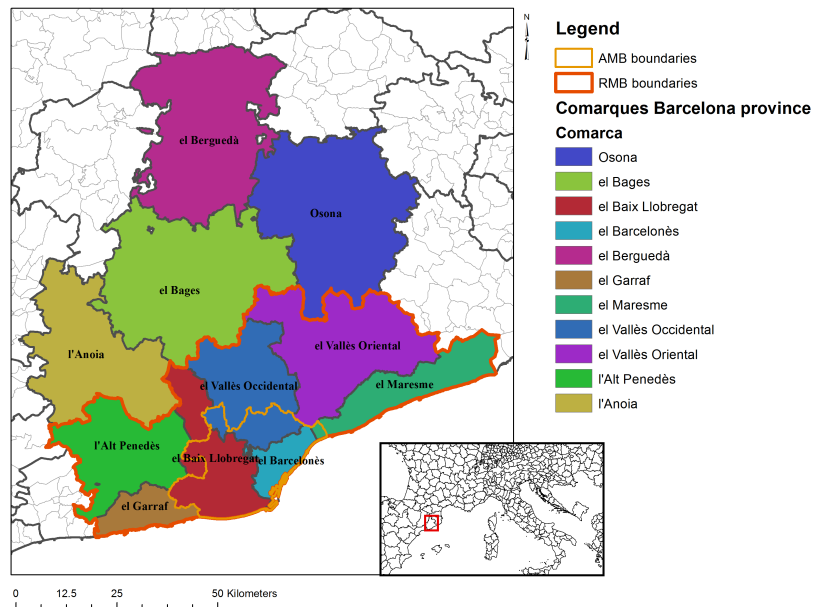 N
Legend
AMB boundaries
RMB boundaries
Comarques Barcelona province
Comarca
Osona
el Bages
el Baix Llobregat
el Barcelonès
el Berguedà
el Garraf
el Maresme
el Vallès Occidental
el Vallès Oriental
l'Alt Penedès
l'Anoia
el Berguedà
Osona
el Bages
l'Anoia
el Vallès Oriental
el Vallès Occidental
el Maresme
l'Alt Penedès
el Baix Llobregat
el Barcelonès
el Garraf
0 12.5 25 50 Kilometers